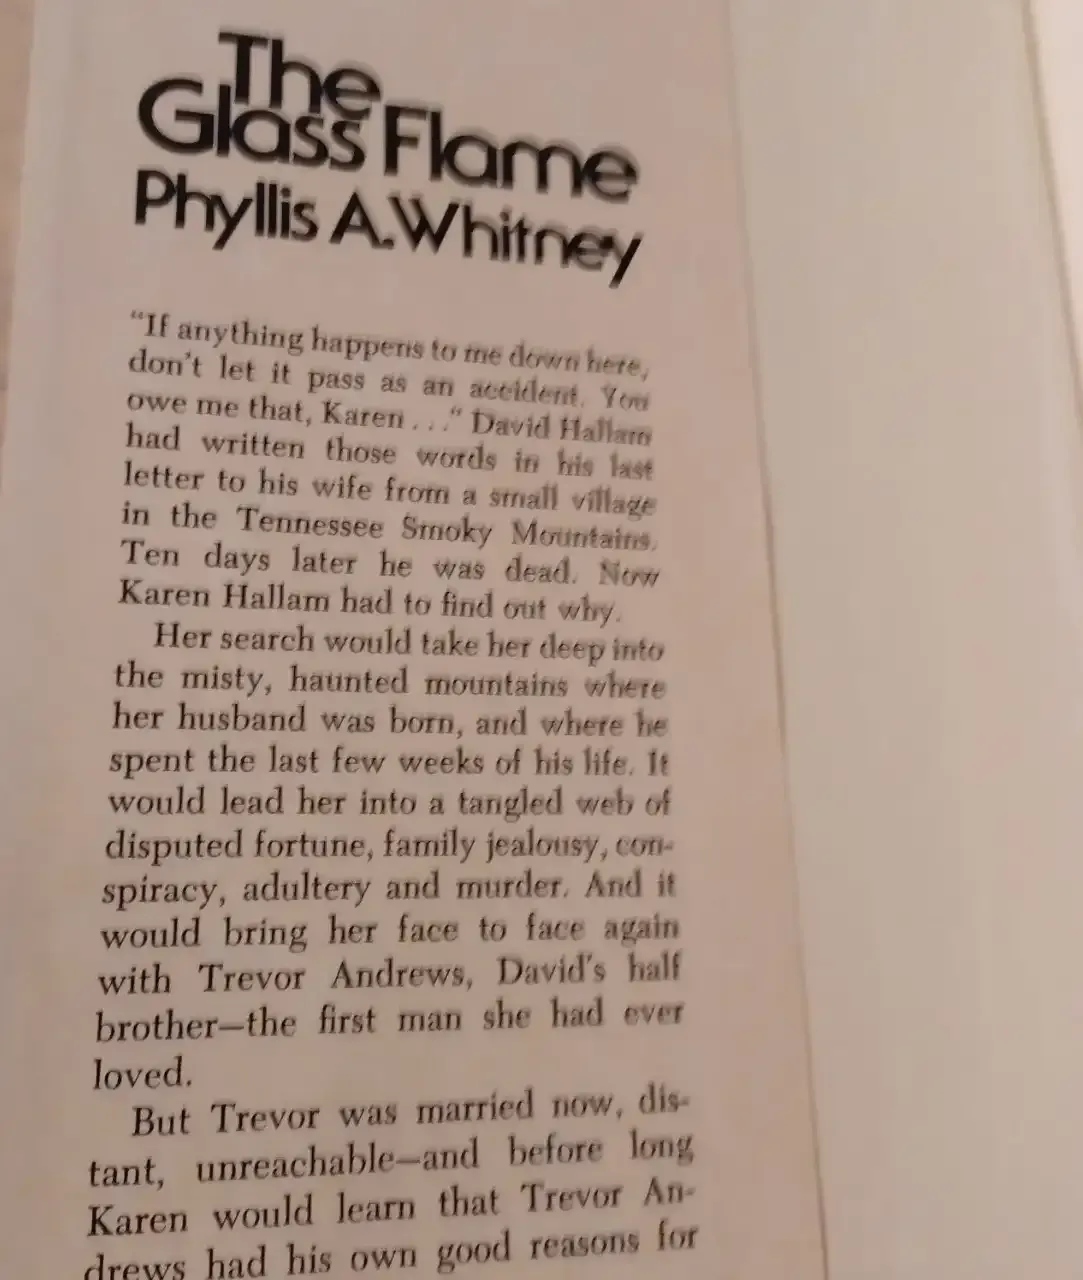 The
Glass Flame
Phyllis A. Whitney
“If anything happens to me down here,
don’t let it pass as an accident. You
owe me that, Karen . . .“ David Hallam
had written those words in his last
letter to his wife from a small village
in the Tennessee Smoky Mountains.
Ten days later he was dead. Now
Karen Hallam had to find out why.
Her search would take her deep into
the misty, haunted mountains where
her husband was born, and where he
spent the last few weeks of his life. It
would lead her into a tangled web of
disputed fortune, family jealousy, con-
spiracy, adultery and murder. And it
would bring her face to face again
with Trevor Andrews, David’s half
brother—the first man she had ever
loved.
But Trevor was married now, dis-
tant, unreachable—and before long
Karen would learn that Trevor An-
drews had his own good reasons for